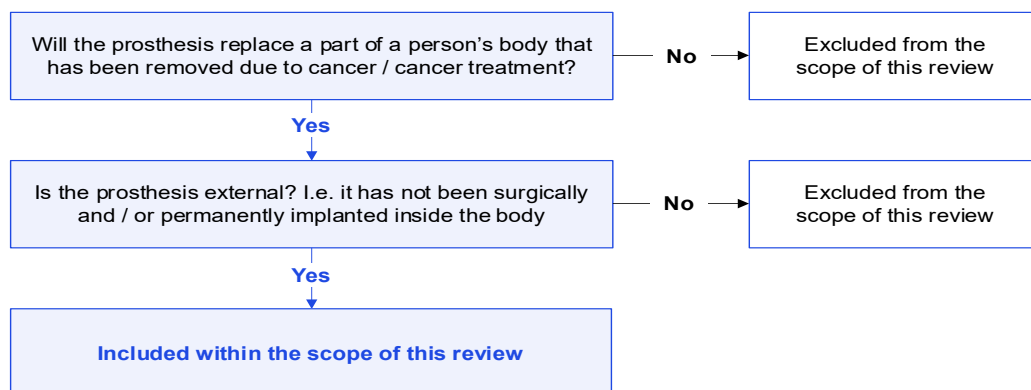 Will the prosthesis replace a part of a person’s body that
has been removed due to cancer / cancer treatment?
No
Excluded from the
scope of this review
Yes
Is the prosthesis external? I.e. it has not been surgically
and / or permanently implanted inside the body
No
Excluded from the
scope of this review
Yes
Included within the scope of this review